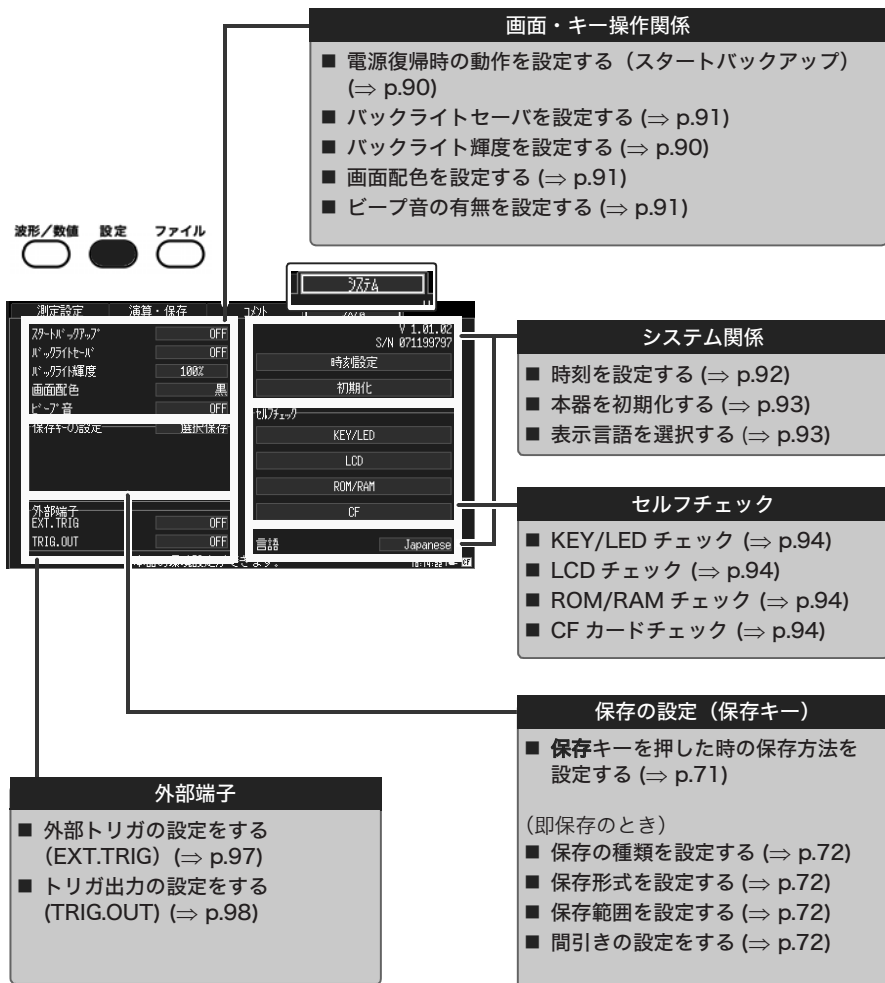 画面・キー操作関係
■ 電源復帰時の動作を設定する（スタートバックアップ）
(⇒ p.90)
■ バックライトセーバを設定する (⇒ p.91)
■ バックライト輝度を設定する (⇒ p.90)
■ 画面配色を設定する (⇒ p.91)
■ ビープ音の有無を設定する (⇒ p.91)
波形／数値 設定 ファイル
システム
測定設定 演算・保存 コメント
スタートバックアップ OFF
バックライトセーバ OFF
バックライト輝度 100%
画面配色 黒
ビープ音 OFF
保存キーの設定 選択保存
外部端子
EXT.TRIG OFF
TRIG.OUT OFF
V 1.01.02
S/N 071199797
時刻設定
初期化
セルフチェック
KEY/LED
LCD
ROM/RAM
CF
言語 Japanese
システム関係
■ 時刻を設定する (⇒ p.92)
■ 本器を初期化する (⇒ p.93)
■ 表示言語を選択する (⇒ p.93)
セルフチェック
■ KEY/LED チェック (⇒ p.94)
■ LCD チェック (⇒ p.94)
■ ROM/RAM チェック (⇒ p.94)
■ CF カードチェック (⇒ p.94)
保存の設定（保存キー）
■ 保存キーを押した時の保存方法を
設定する (⇒ p.71)
（即保存のとき）
■ 保存の種類を設定する (⇒ p.72)
■ 保存形式を設定する (⇒ p.72)
■ 保存範囲を設定する (⇒ p.72)
■ 間引きの設定をする (⇒ p.72)
外部端子
■ 外部トリガの設定をする
（EXT.TRIG）(⇒ p.97)
■ トリガ出力の設定をする
(TRIG.OUT) (⇒ p.98)